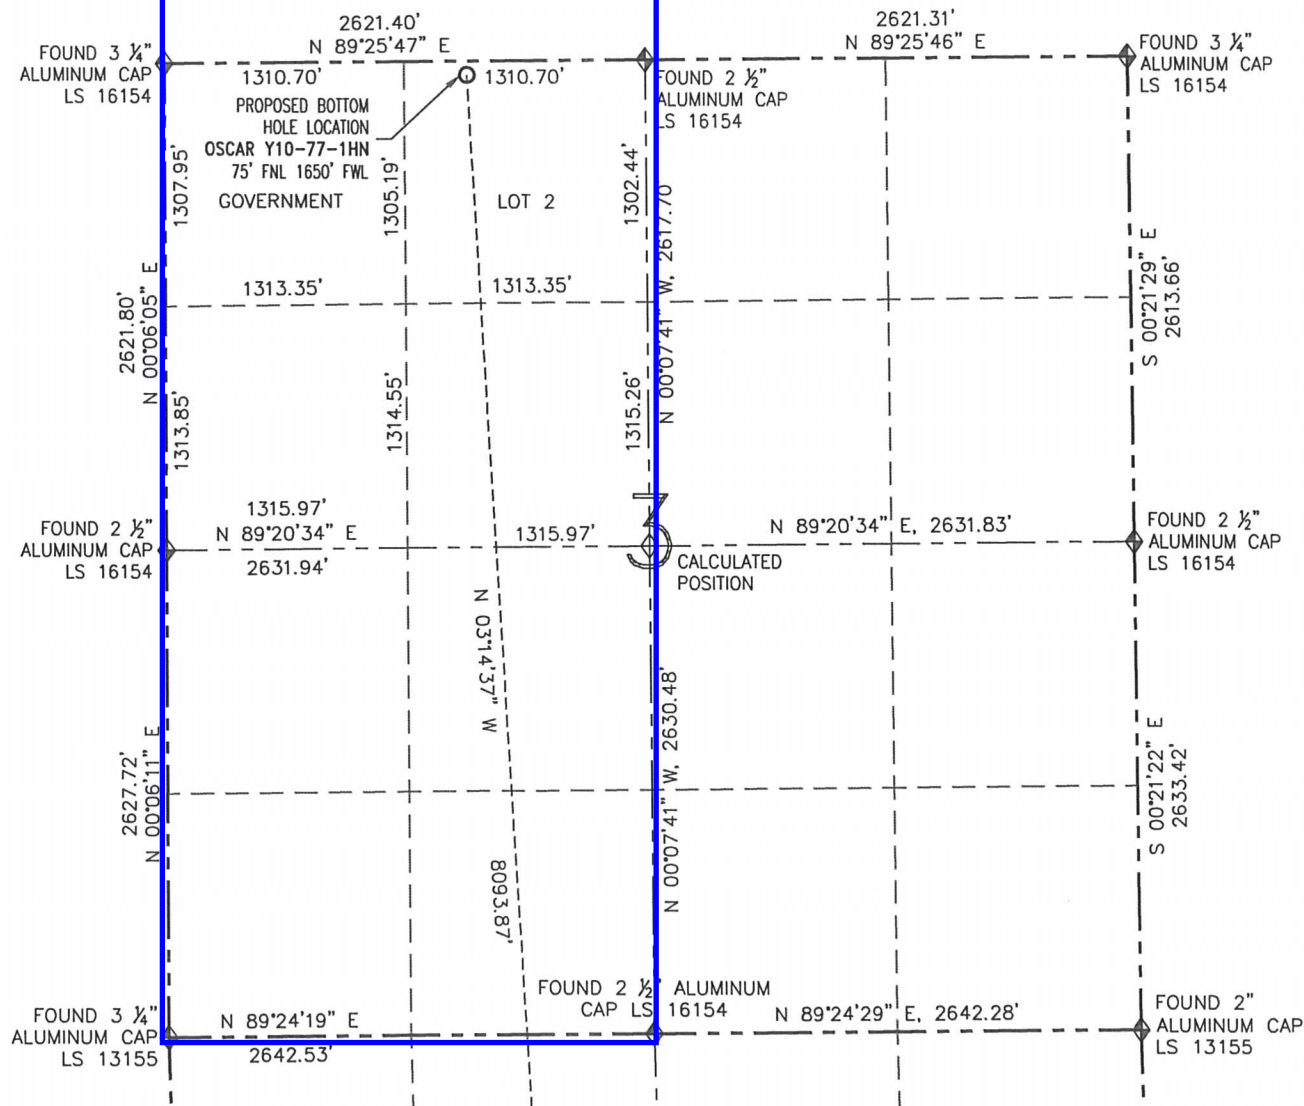 2621.40'
N 89°25'47" E
2621.31'
N 89°25'46" E
FOUND 3 ¼"
ALUMINUM CAP
LS 16154
1310.70'
1310.70'
FOUND 2 ½"
ALUMINUM CAP
LS 16154
FOUND 3 ¼"
ALUMINUM CAP
LS 16154
PROPOSED BOTTOM
HOLE LOCATION
OSCAR Y10-77-1HN
75' FNL 1650' FWL
1307.95'
1305.19'
1302.44'
GOVERNMENT
LOT 2
N 00°07'41" W, 2617.70
1313.35'
1313.35'
2621.80'
N 00°06'05" E
S 00°21'29" E
2613.66'
1313.85'
1314.55'
1315.26'
FOUND 2 ½"
ALUMINUM CAP
LS 16154
1315.97'
N 89°20'34" E
2631.94'
1315.97'
3
CALCULATED
POSITION
N 89°20'34" E, 2631.83'
FOUND 2 ½"
ALUMINUM CAP
LS 16154
N 03°14'37" W
8093.87'
2627.72'
N 00°06'11" E
N 00°07'41" W, 2630.48'
S 00°21'22" E
2633.42'
FOUND 3 ¼"
ALUMINUM CAP
LS 13155
N 89°24'19" E
2642.53'
FOUND 2 ½" ALUMINUM
CAP LS 16154
N 89°24'29" E, 2642.28'
FOUND 2"
ALUMINUM CAP
LS 13155